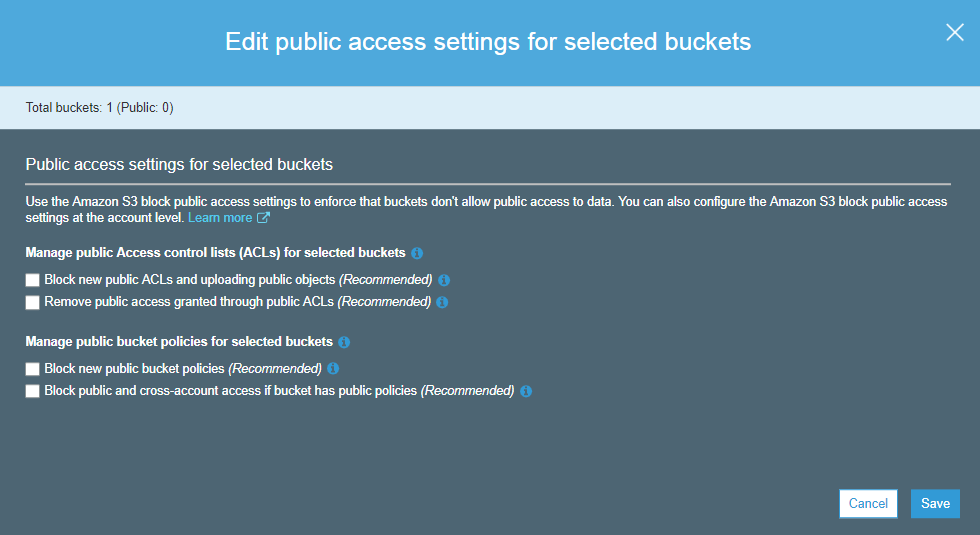 Edit public access settings for selected buckets
Total buckets: 1 (Public: 0)
Public access settings for selected buckets
Use the Amazon S3 block public access settings to enforce that buckets don't allow public access to data. You can also configure the Amazon S3 block public access
settings at the account level. Learn more
Manage public Access control lists (ACLs) for selected buckets
Block new public ACLs and uploading public objects (Recommended)
Remove public access granted through public ACLs (Recommended)
Manage public bucket policies for selected buckets
Block new public bucket policies (Recommended)
Block public and cross-account access if bucket has public policies (Recommended)
Cancel Save